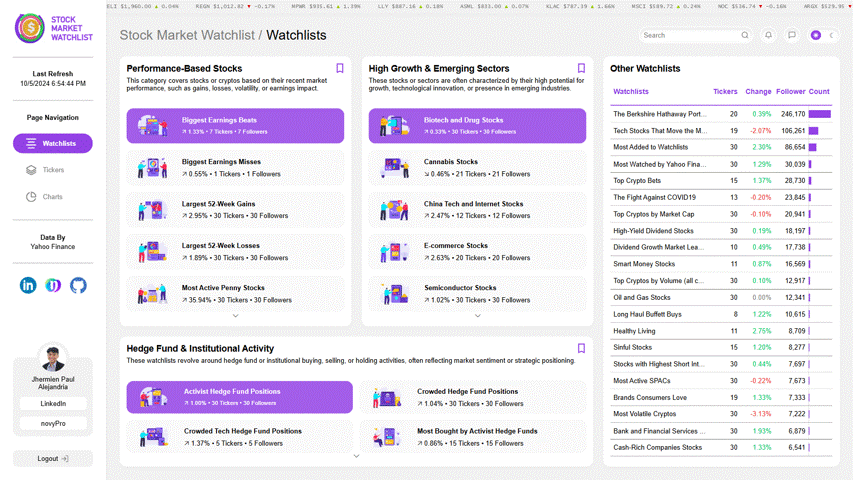 ELI $1,960.00 ▲ 0.04% REGN $1,012.82 ▼ -0.17% MPWR $935.61 ▲ 1.39% LLY $887.16 ▲ 0.18% ASML $833.00 ▲ 0.07% KLAC $787.59 ▲ 1.66% MSCI $589.72 ▲ 0.24% NOC $536.74 ▼ -0.16% ARGX $529.95
STOCK
MARKET
WATCHLIST
Last Refresh
10/5/2024 6:54:44 PM
Page Navigation
Watchlists
Tickers
Charts
Data By
Yahoo Finance
in
Jhermien Paul
Alejandria
LinkedIn
novyPro
Logout
Stock Market Watchlist / Watchlists
Search
Performance-Based Stocks
This category covers stocks or cryptos based on their recent market
performance, such as gains, losses, volatility, or earnings impact.
Biggest Earnings Beats
↗ 1.33% • 7 Tickers • 7 Followers
Biggest Earnings Misses
↗ 0.55% • 1 Tickers • 1 Followers
Largest 52-Week Gains
↗ 2.95% • 30 Tickers • 30 Followers
Largest 52-Week Losses
↗ 1.89% • 30 Tickers • 30 Followers
Most Active Penny Stocks
↗ 35.94% • 30 Tickers • 30 Followers
High Growth & Emerging Sectors
These stocks or sectors are often characterized by their high potential for
growth, technological innovation, or presence in emerging industries.
Biotech and Drug Stocks
↗ 0.33% • 30 Tickers • 30 Followers
Cannabis Stocks
↘ 0.46% • 21 Tickers • 21 Followers
China Tech and Internet Stocks
↗ 2.47% • 12 Tickers • 12 Followers
E-commerce Stocks
↗ 2.63% • 20 Tickers • 20 Followers
Semiconductor Stocks
↗ 1.02% • 30 Tickers • 30 Followers
Hedge Fund & Institutional Activity
These watchlists revolve around hedge fund or institutional buying, selling, or holding activities, often reflecting market sentiment or strategic positioning.
Activist Hedge Fund Positions
↗ 1.00% • 30 Tickers • 30 Followers
Crowded Hedge Fund Positions
↗ 1.04% • 30 Tickers • 30 Followers
Crowded Tech Hedge Fund Positions
↗ 1.37% • 5 Tickers • 5 Followers
Most Bought by Activist Hedge Funds
↗ 0.86% • 15 Tickers • 15 Followers
Other Watchlists
Watchlists Tickers Change Follower Count
The Berkshire Hathaway Port... 20 0.39% 246,170
Tech Stocks That Move the M... 19 -2.07% 106,261
Most Added to Watchlists 30 2.30% 86,654
Most Watched by Yahoo Fina... 30 1.29% 30,039
Top Crypto Bets 15 1.37% 28,730
The Fight Against COVID19 13 -0.20% 23,845
Top Cryptos by Market Cap 30 -0.10% 20,941
High-Yield Dividend Stocks 30 0.19% 18,197
Dividend Growth Market Lea... 10 0.49% 17,738
Smart Money Stocks 11 0.87% 16,569
Top Cryptos by Volume (all c... 30 0.10% 12,917
Oil and Gas Stocks 30 0.00% 12,341
Long Haul Buffett Buys 8 1.22% 10,615
Healthy Living 11 2.75% 8,709
Sinful Stocks 15 1.20% 8,277
Stocks with Highest Short Int... 30 0.44% 7,697
Most Active SPACs 30 -0.22% 7,673
Brands Consumers Love 19 1.33% 7,333
Most Volatile Cryptos 30 -3.13% 7,222
Bank and Financial Services ... 30 1.93% 6,879
Cash-Rich Companies Stocks 30 1.33% 6,541